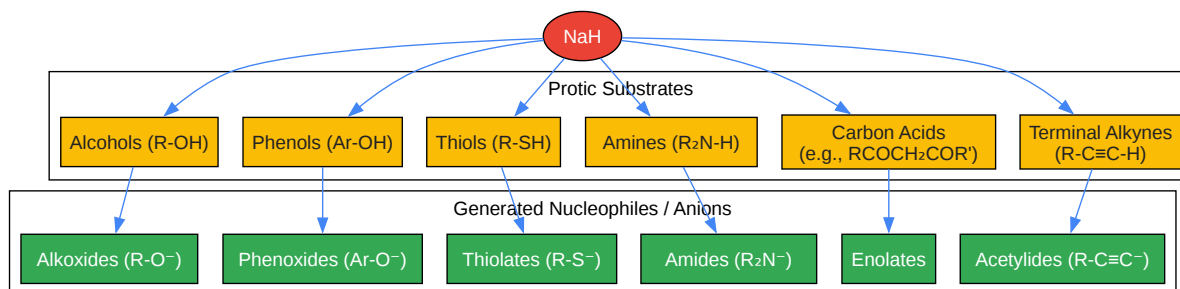 NaH
Protic Substrates
Alcohols (R-OH)
Phenols (Ar-OH)
Thiols (R-SH)
Amines (R₂N-H)
Carbon Acids
(e.g., RCOCH₂COR')
Terminal Alkynes
(R-C≡C-H)
Generated Nucleophiles / Anions
Alkoxides (R-O⁻)
Phenoxides (Ar-O⁻)
Thiolates (R-S⁻)
Amides (R₂N⁻)
Enolates
Acetylides (R-C≡C⁻)